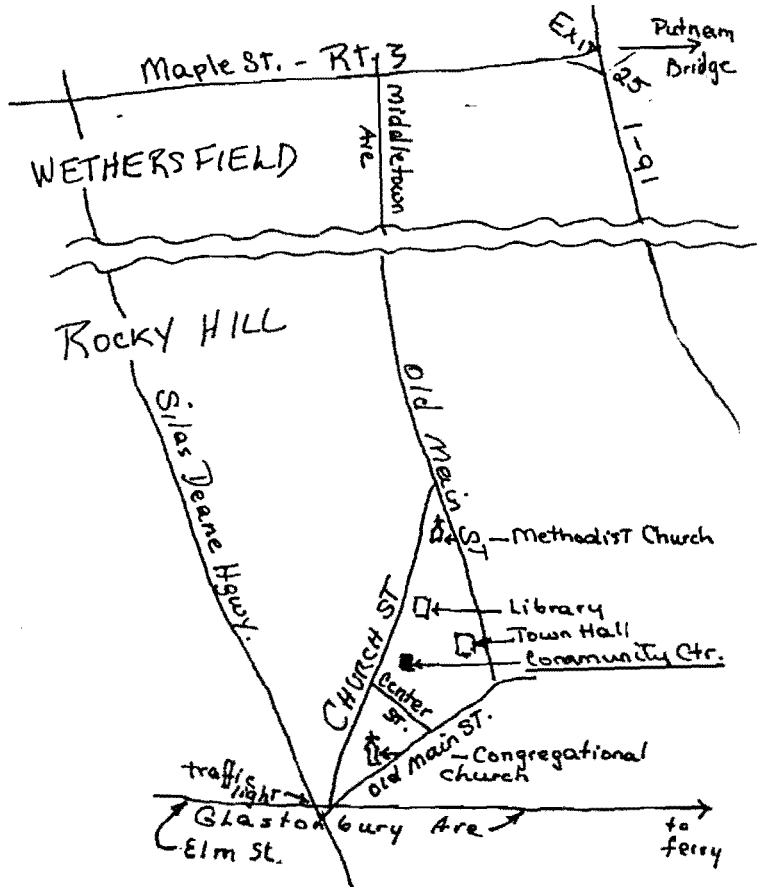 Exit
25
Putnam
Bridge
Maple St. - RT. 3
Middletown
Ave
I-91
WETHERSFIELD
ROCKY HILL
Silas Deane Hgwy.
Old Main ST
Methodist Church
Library
Town Hall
Community Ctr.
CHURCH ST
Center
ST.
Old Main ST.
Congregational
Church
traffic
light
Glastonbury Ave
Elm St.
to
ferry